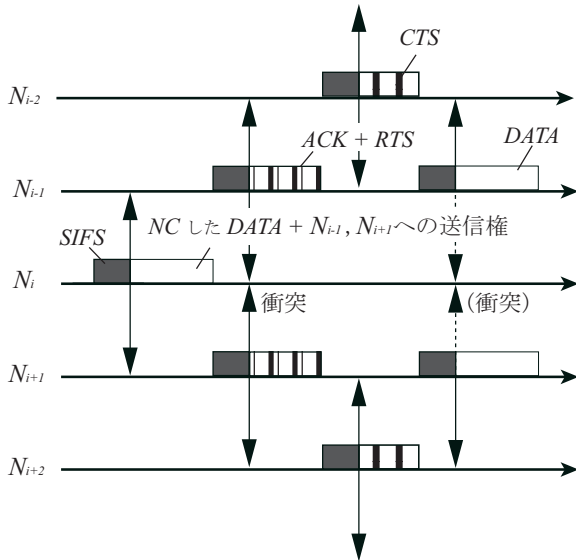 CTS
N_{i-2}
ACK + RTS
DATA
N_{i-1}
SIFS
NC した DATA + N_{i-1}, N_{i+1}への送信権
N_i
衝突
(衝突)
N_{i+1}
N_{i+2}